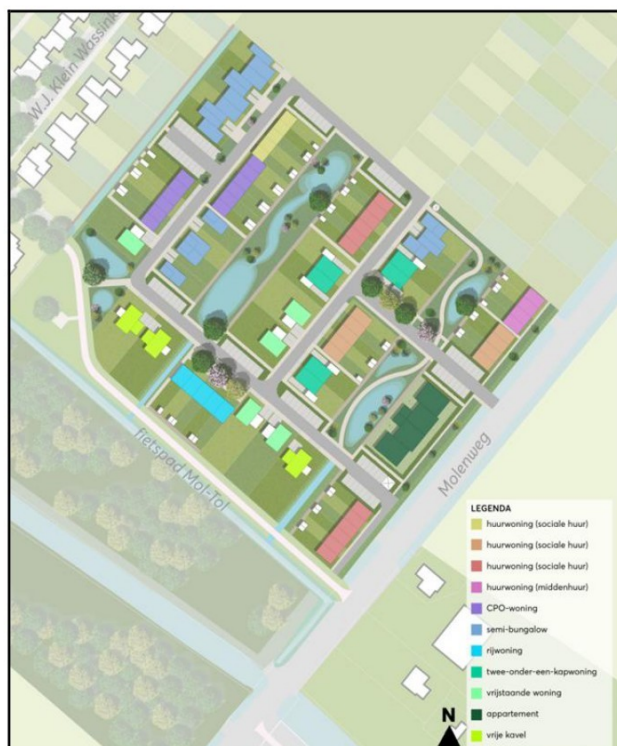 W.J. Klein Wassink
fietspad Mol-Tol
Molenweg
LEGENDA
huurwoning (sociale huur)
huurwoning (sociale huur)
huurwoning (sociale huur)
huurwoning (middenhuur)
CPO-woning
semi-bungalow
rijwoning
twee-onder-een-kapwoning
vrijstaande woning
appartement
vrije kavel
N